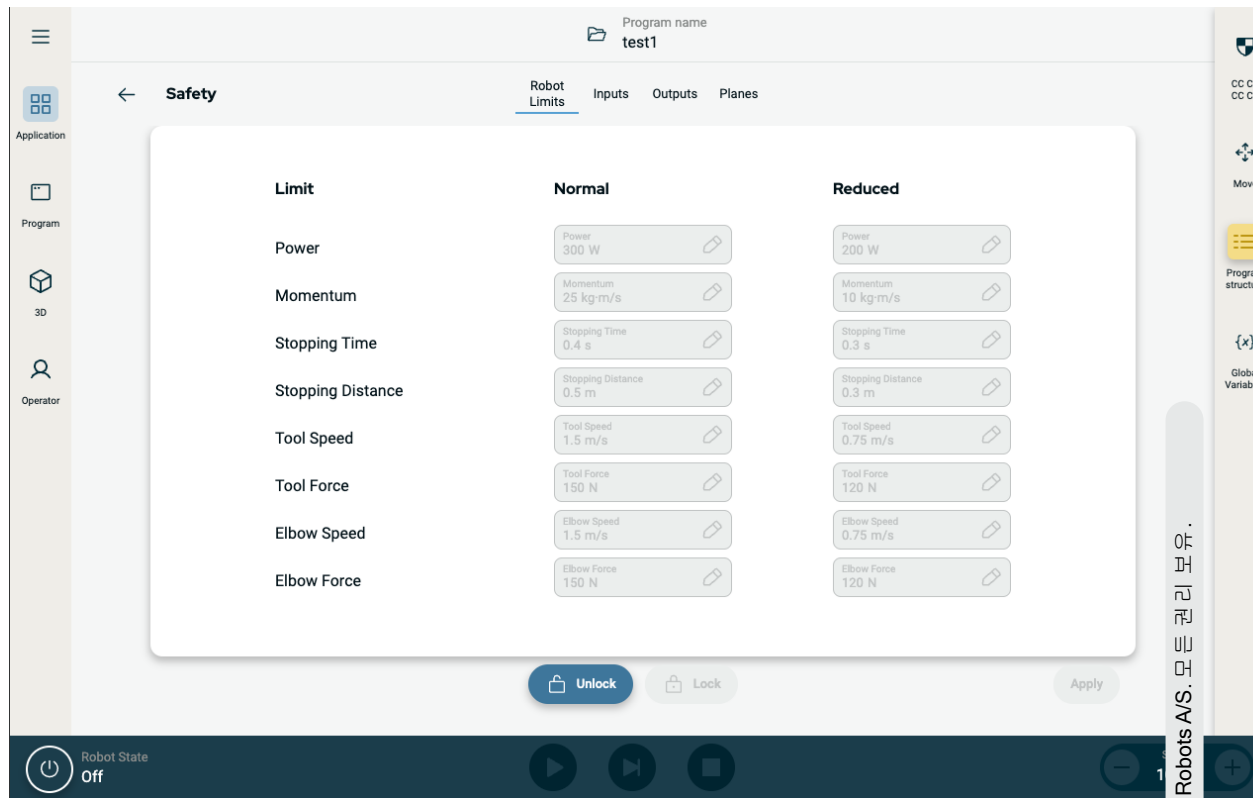 Program name
test1
Application
Program
3D
Operator
Safety
Robot
Limits
Inputs
Outputs
Planes
Limit Normal Reduced
Power
Power
300 W
Power
200 W
Momentum
Momentum
25 kg·m/s
Momentum
10 kg·m/s
Stopping Time
Stopping Time
0.4 s
Stopping Time
0.3 s
Stopping Distance
Stopping Distance
0.5 m
Stopping Distance
0.3 m
Tool Speed
Tool Speed
1.5 m/s
Tool Speed
0.75 m/s
Tool Force
Tool Force
150 N
Tool Force
120 N
Elbow Speed
Elbow Speed
1.5 m/s
Elbow Speed
0.75 m/s
Elbow Force
Elbow Force
150 N
Elbow Force
120 N
Unlock
Lock
Apply
Robot State
Off
CC C
CC C
{x}
Robots A/S. 모든 권리 보유.